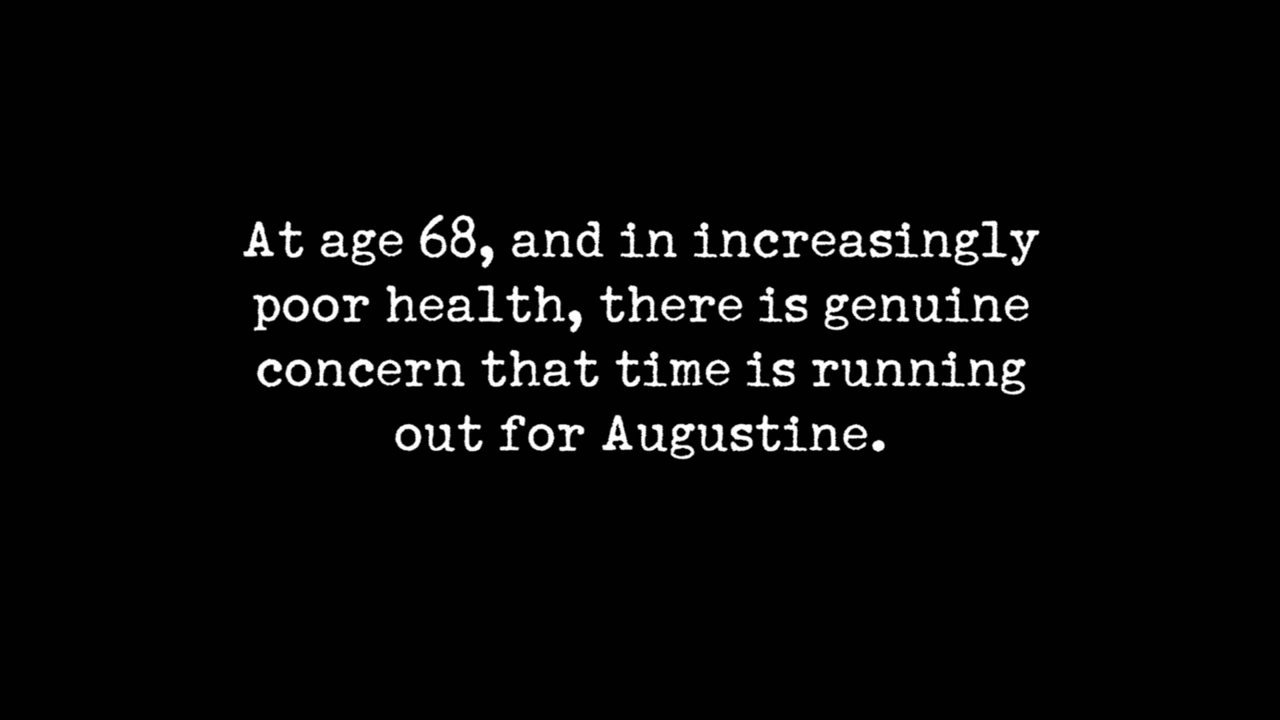 At age 68, and in increasingly
poor health, there is genuine
concern that time is running
out for Augustine.